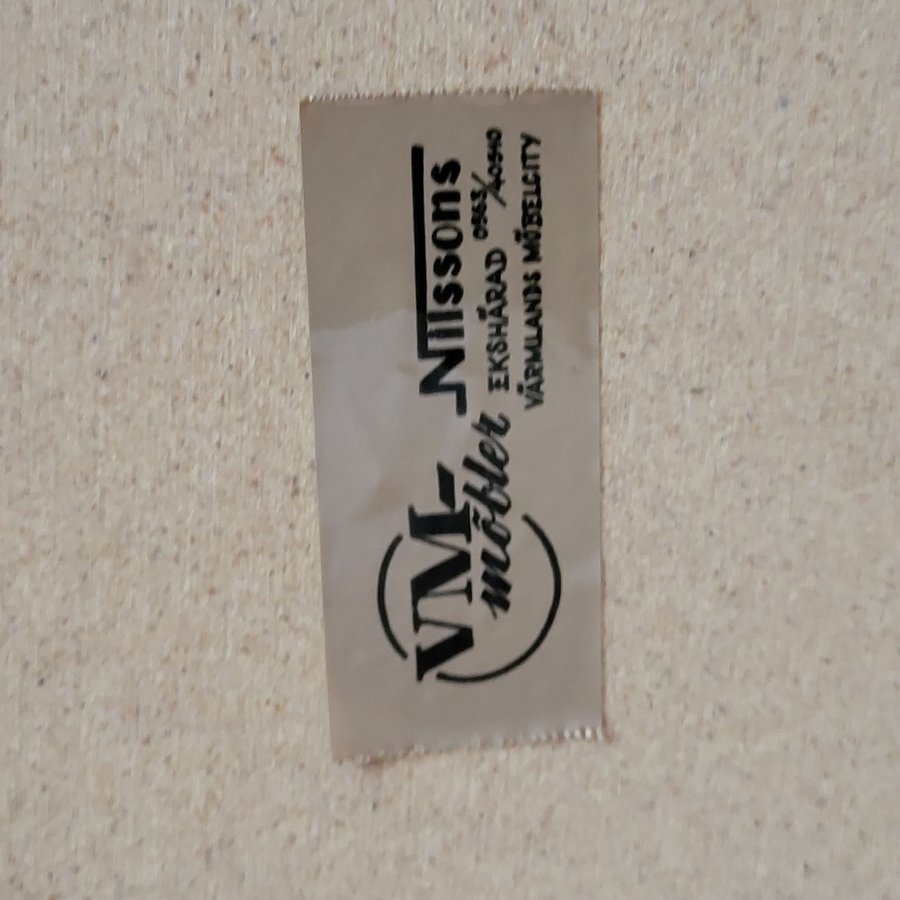 VM-
möbler
Nilssons
EKSHÄRAD 0563/40510
VÄRMLANDS MÖBELCITY